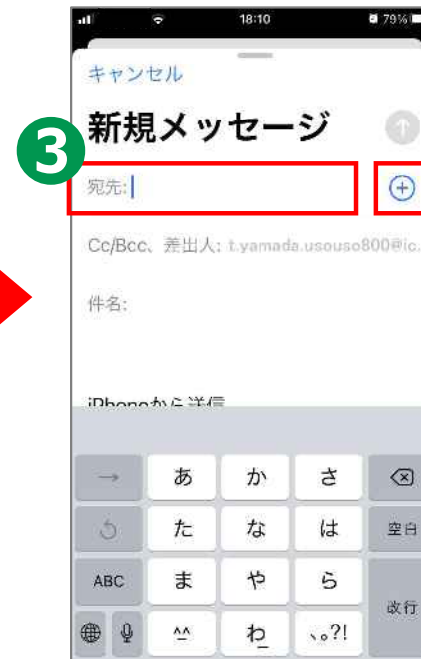 18:10
79%
キャンセル
新規メッセージ
3
宛先:
Cc/Bcc、差出人: t.yamada.usouso800@ic.
件名:
iPhoneから送信
→ あ か さ
た な は 空白
ABC ま や ら
改行
^^ わ_ 、。?!